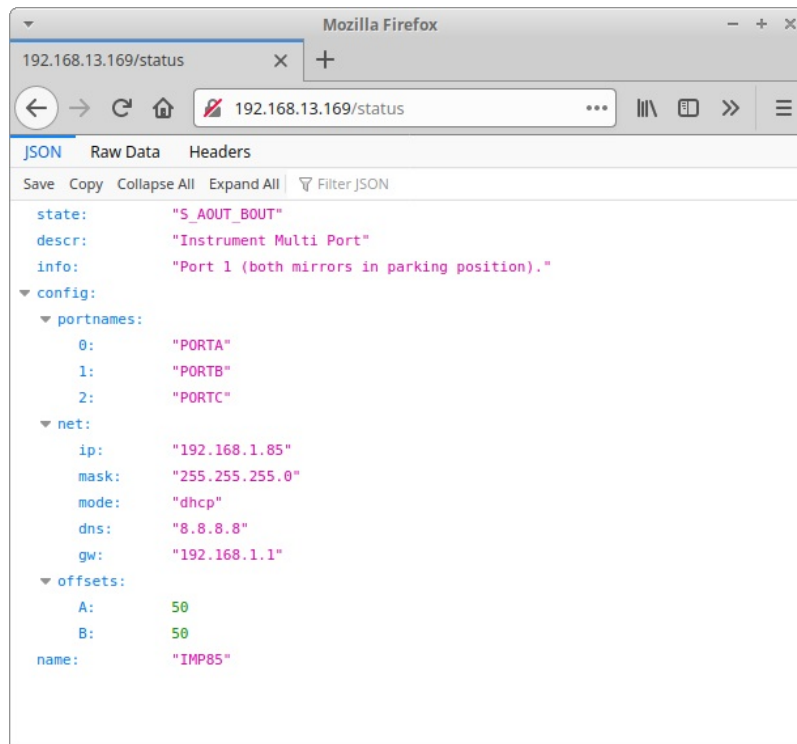 Mozilla Firefox
192.168.13.169/status
192.168.13.169/status
JSON Raw Data Headers
Save Copy Collapse All Expand All Filter JSON
state: "S_AOUT_BOUT"
descr: "Instrument Multi Port"
info: "Port 1 (both mirrors in parking position)."
config:
portnames:
0: "PORTA"
1: "PORTB"
2: "PORTC"
net:
ip: "192.168.1.85"
mask: "255.255.255.0"
mode: "dhcp"
dns: "8.8.8.8"
gw: "192.168.1.1"
offsets:
A: 50
B: 50
name: "IMP85"